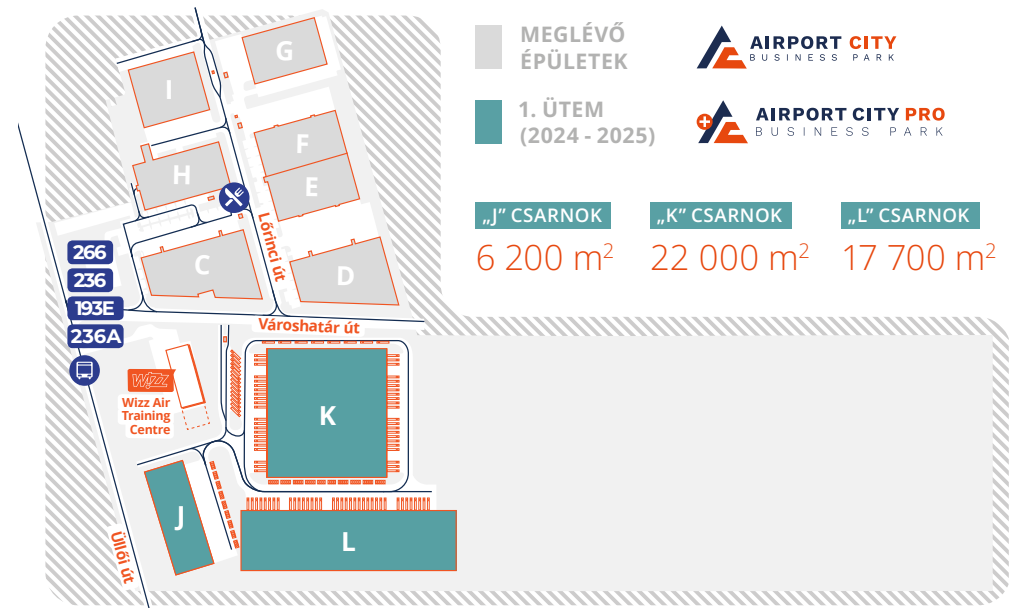 MEGLÉVŐ
ÉPÜLETEK
1. ÜTEM
(2024 - 2025)
AIRPORT CITY
BUSINESS PARK
AIRPORT CITY PRO
BUSINESS PARK
„J” CSARNOK
6 200 m²
„K” CSARNOK
22 000 m²
„L” CSARNOK
17 700 m²
G
I
F
H
E
Lőrinci út
C
D
266
236
193E
236A
Városhatár út
WIZZ
Wizz Air
Training
Centre
K
J
L
Üllői út